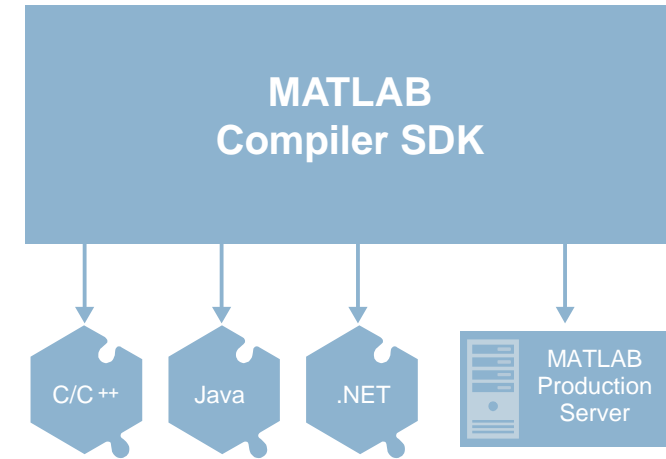 MATLAB
Compiler SDK
C/C ++
Java
.NET
MATLAB
Production
Server